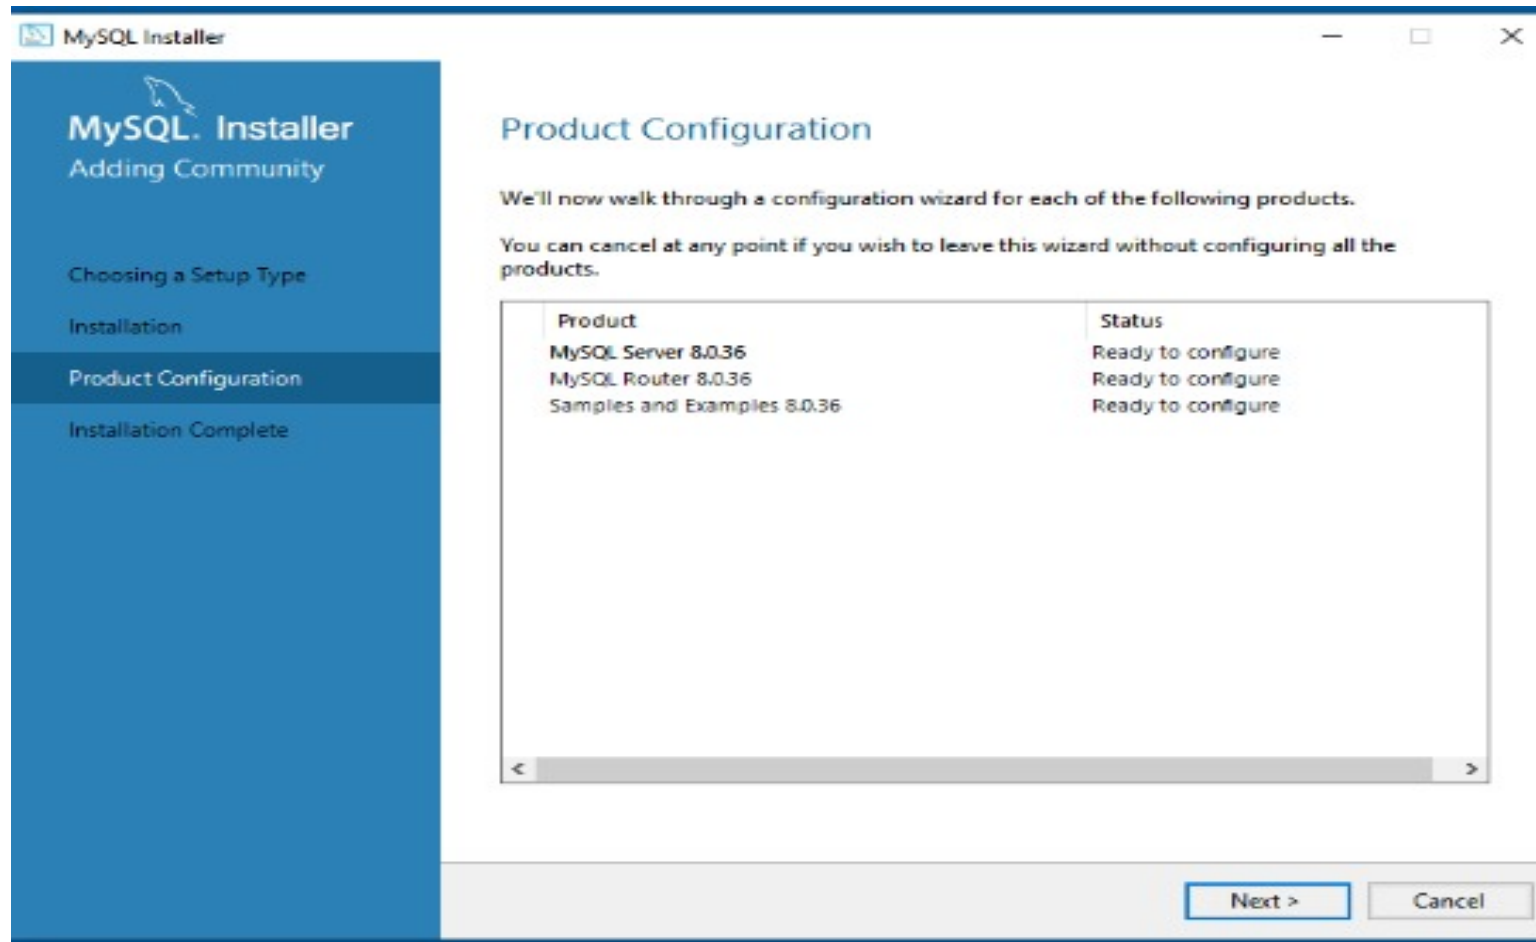 MySQL Installer
MySQL. Installer
Adding Community
Choosing a Setup Type
Installation
Product Configuration
Installation Complete
Product Configuration
We'll now walk through a configuration wizard for each of the following products.
You can cancel at any point if you wish to leave this wizard without configuring all the
products.
Product Status
MySQL Server 8.0.36 Ready to configure
MySQL Router 8.0.36 Ready to configure
Samples and Examples 8.0.36 Ready to configure
Next > Cancel